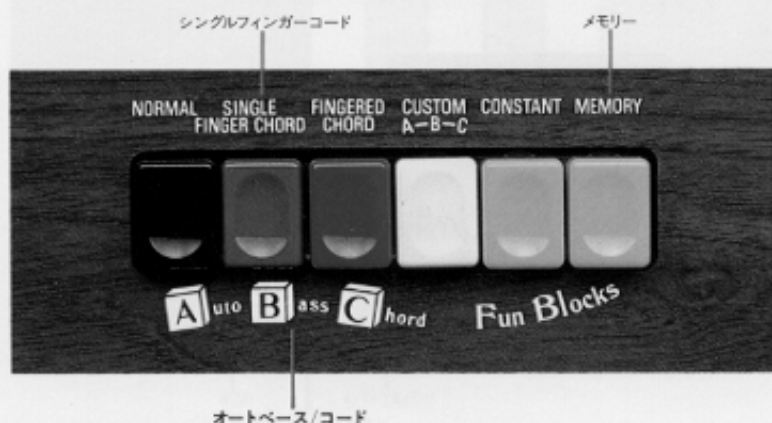 シングルフィンガーコード
メモリー
NORMAL
SINGLE
FINGER CHORD
FINGERED
CHORD
CUSTOM
A-B-C
CONSTANT
MEMORY
Auto Bass Chord
Fun Blocks
オートベース/コード